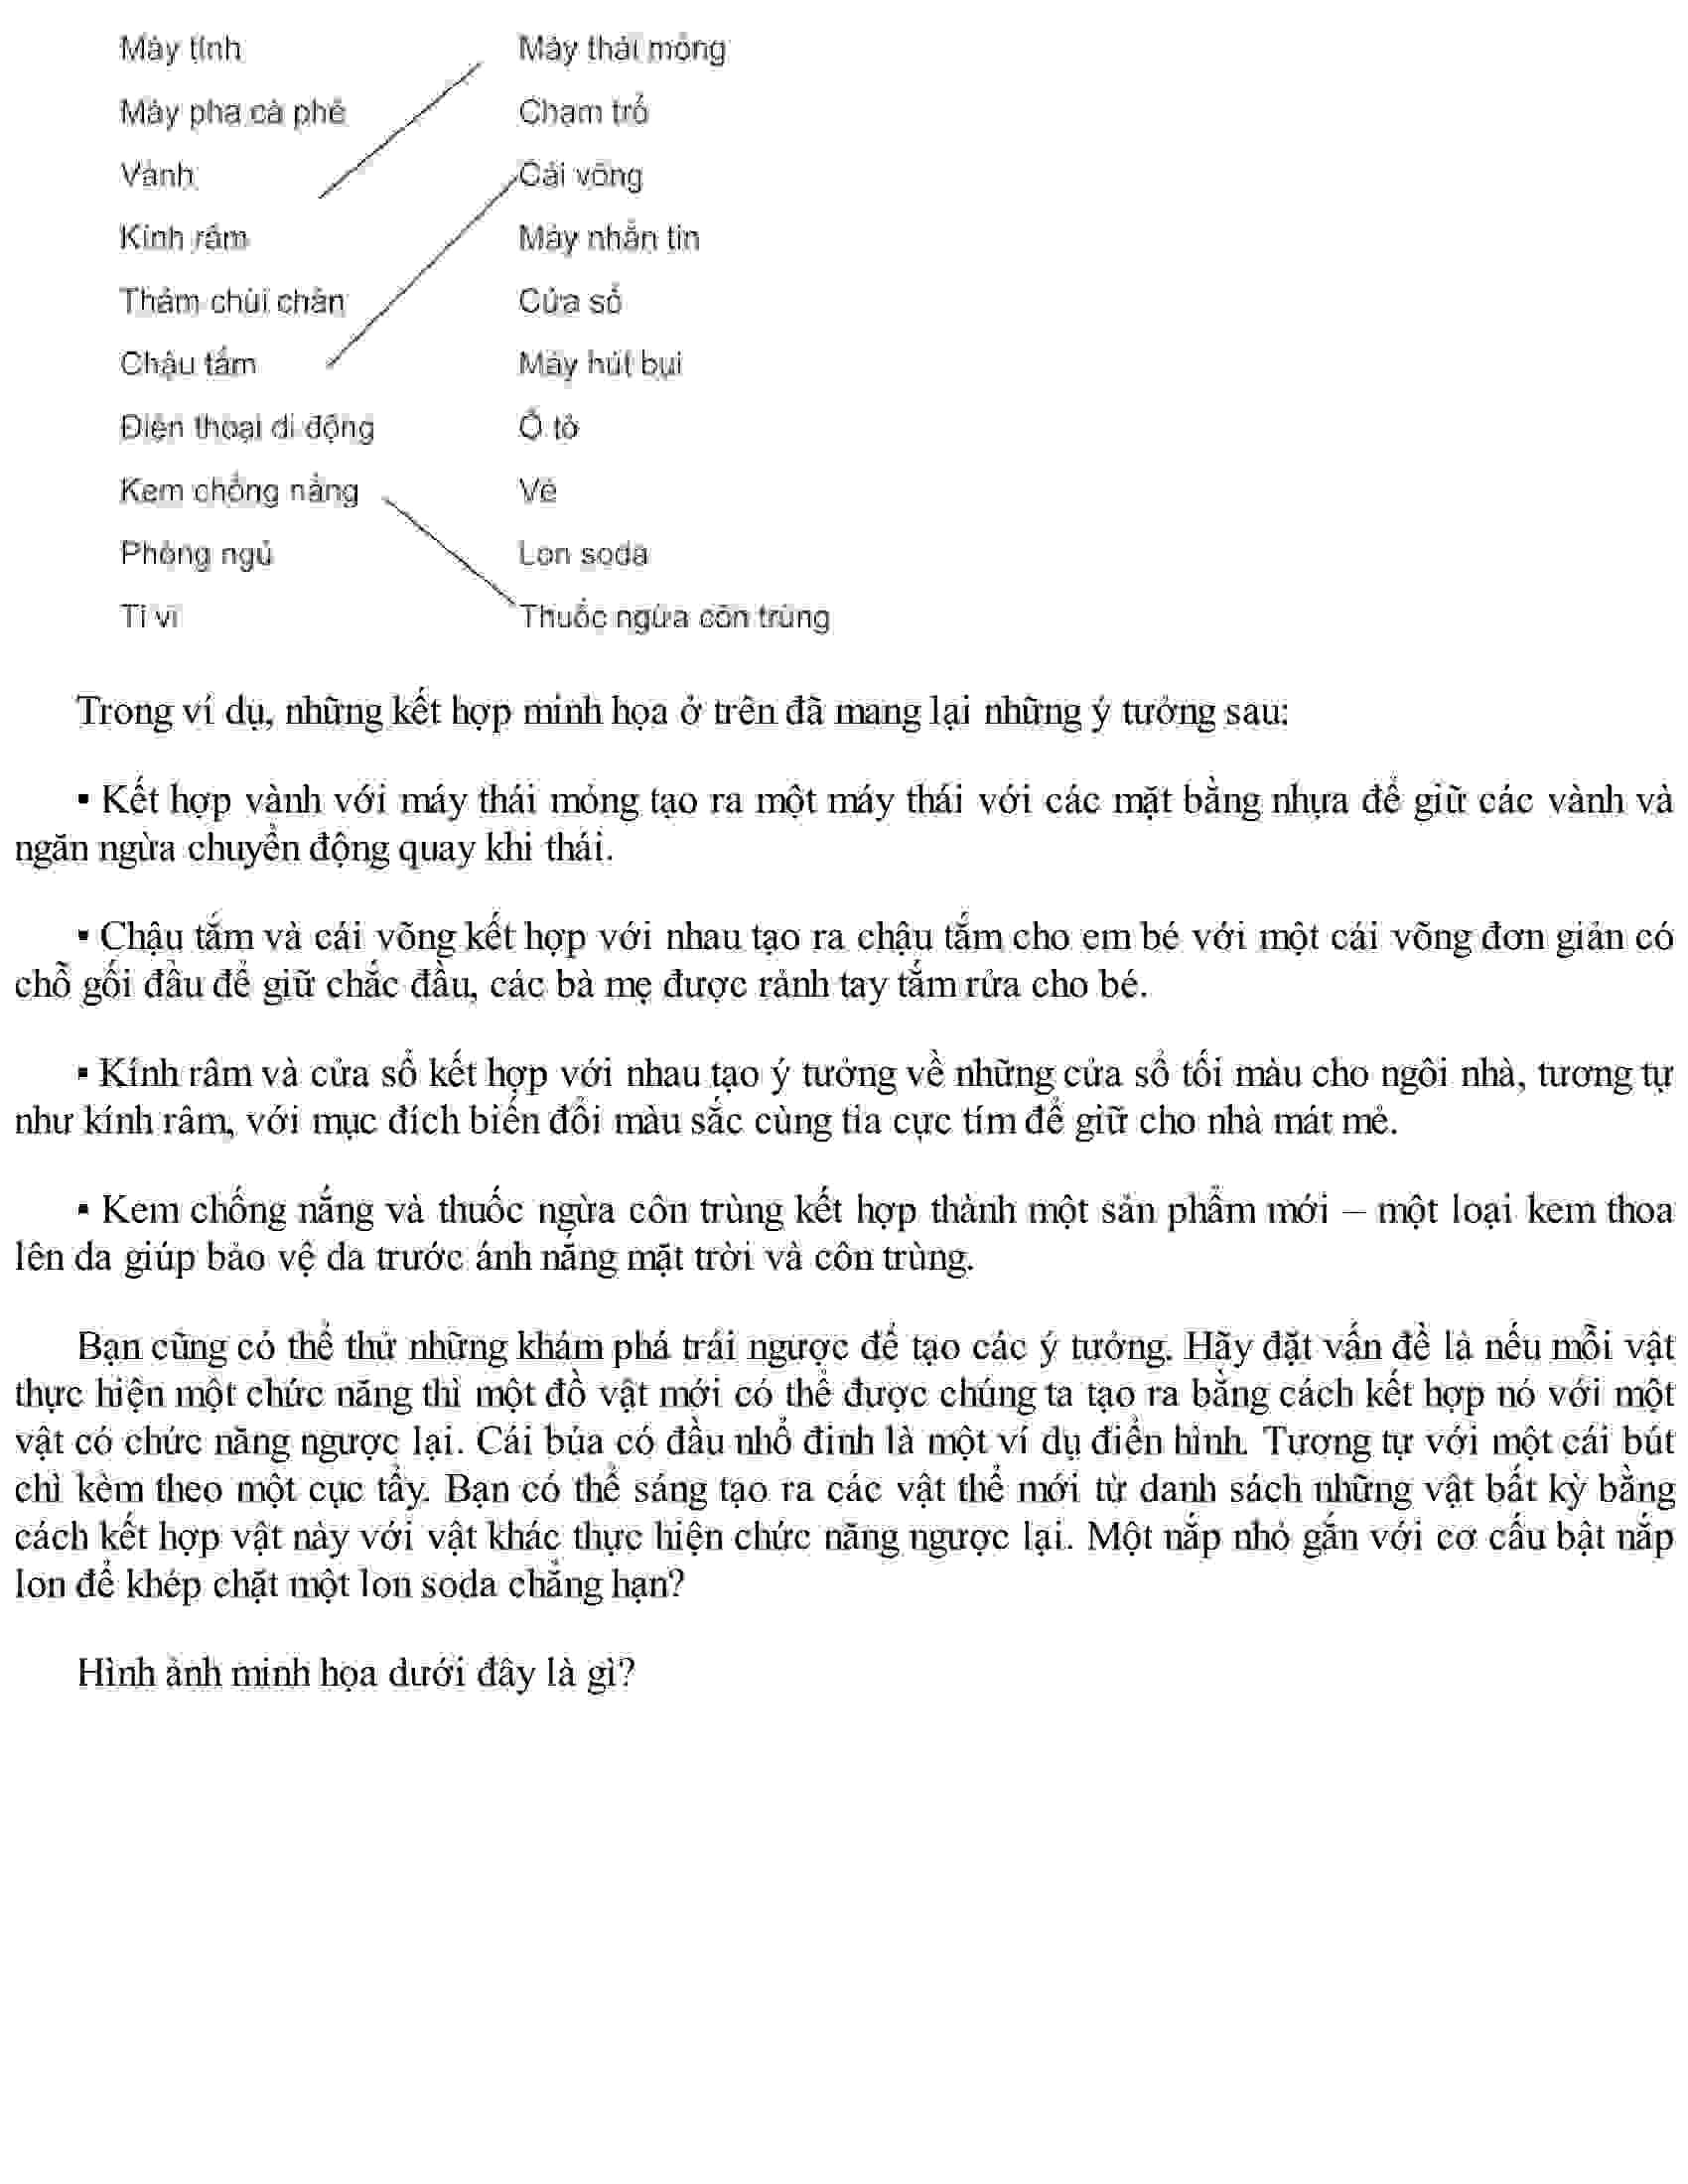 Máy tính Máy thái mỏng
Máy pha cà phê Chạm trổ
Vành Cái võng
Kính râm Máy nhắn tin
Thảm chùi chân Cửa sổ
Chậu tắm Máy hút bụi
Điện thoại di động Ô tô
Kem chống nắng Vé
Phòng ngủ Lon soda
Ti vi Thuốc ngừa côn trùng
Trong ví dụ, những kết hợp minh họa ở trên đã mang lại những ý tưởng sau:
▪ Kết hợp vành với máy thái mỏng tạo ra một máy thái với các mặt bằng nhựa để giữ các vành và
ngăn ngừa chuyển động quay khi thái.
▪ Chậu tắm và cái võng kết hợp với nhau tạo ra chậu tắm cho em bé với một cái võng đơn giản có
chỗ gối đầu để giữ chắc đầu, các bà mẹ được rảnh tay tắm rửa cho bé.
▪ Kính râm và cửa sổ kết hợp với nhau tạo ý tưởng về những cửa sổ tối màu cho ngôi nhà, tương tự
như kính râm, với mục đích biến đổi màu sắc cùng tia cực tím để giữ cho nhà mát mẻ.
▪ Kem chống nắng và thuốc ngừa côn trùng kết hợp thành một sản phẩm mới – một loại kem thoa
lên da giúp bảo vệ da trước ánh nắng mặt trời và côn trùng.
Bạn cũng có thể thử những khám phá trái ngược để tạo các ý tưởng. Hãy đặt vấn đề là nếu mỗi vật
thực hiện một chức năng thì một đồ vật mới có thể được chúng ta tạo ra bằng cách kết hợp nó với một
vật có chức năng ngược lại. Cái búa có đầu nhổ đinh là một ví dụ điển hình. Tương tự với một cái bút
chì kèm theo một cục tẩy. Bạn có thể sáng tạo ra các vật thể mới từ danh sách những vật bất kỳ bằng
cách kết hợp vật này với vật khác thực hiện chức năng ngược lại. Một nắp nhỏ gắn với cơ cấu bật nắp
lon để khép chặt một lon soda chẳng hạn?
Hình ảnh minh họa dưới đây là gì?